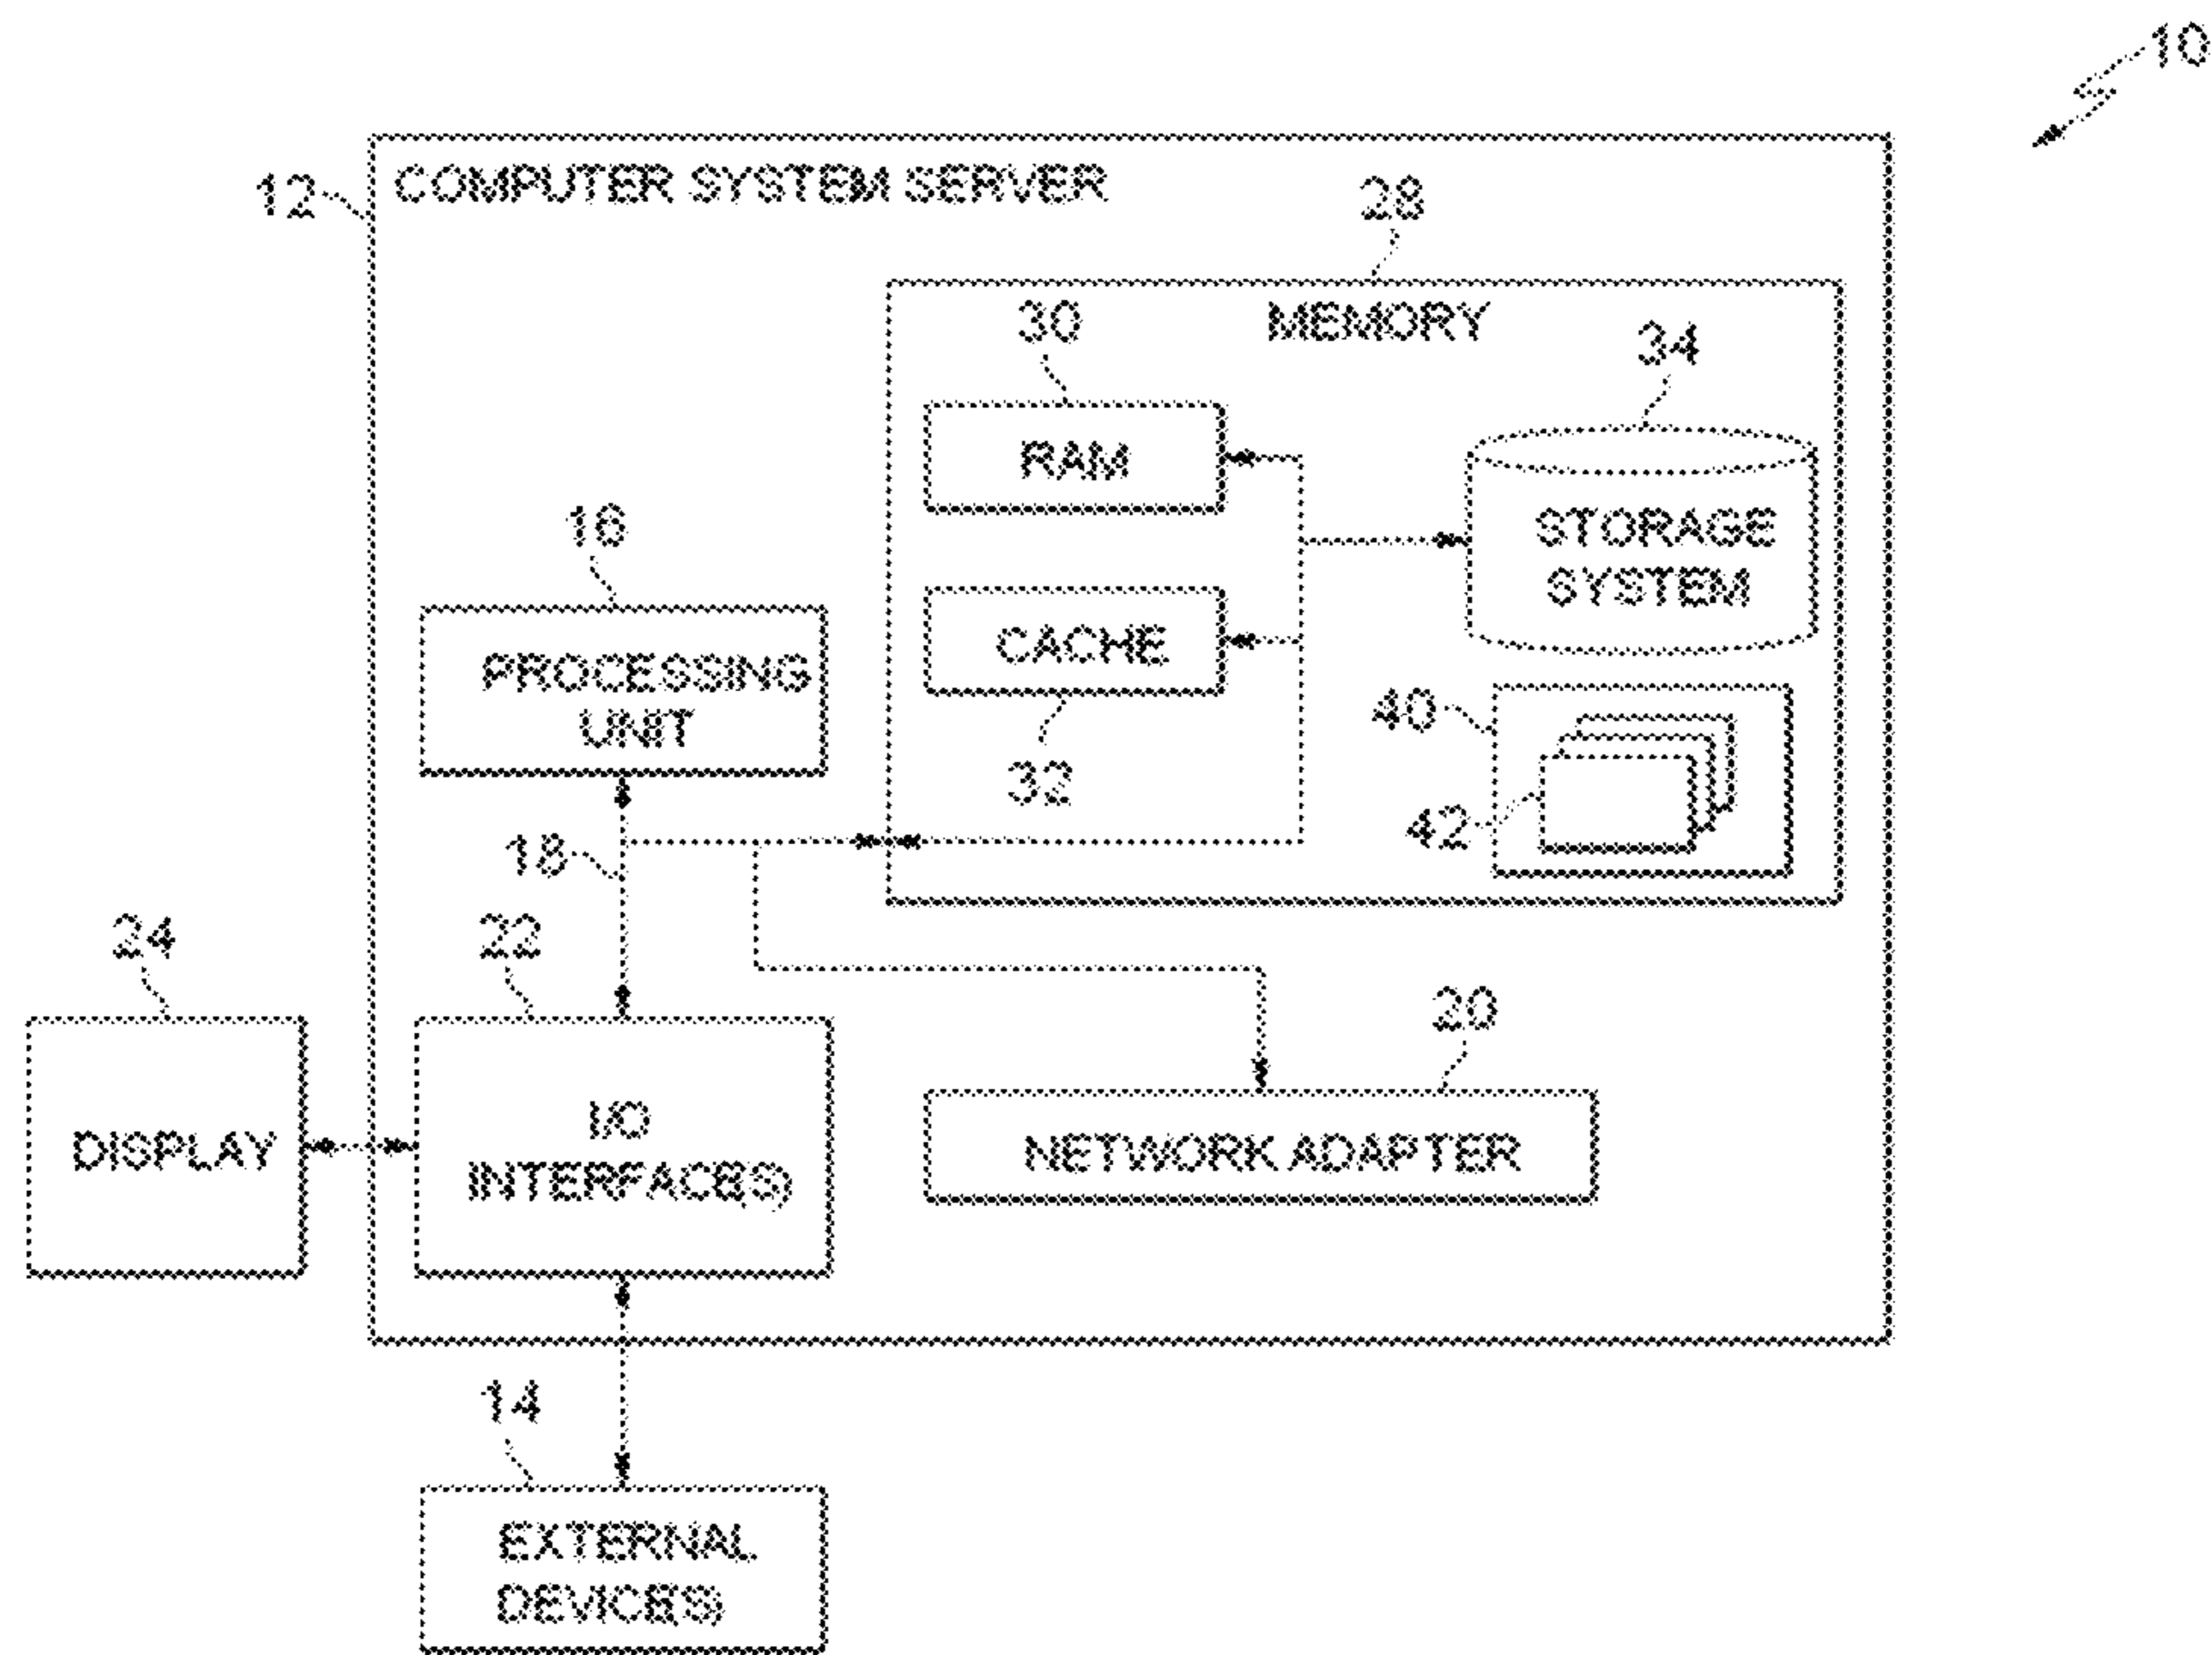 10
12
COMPUTER SYSTEM SERVER
28
MEMORY
30
34
RAM
STORAGE
SYSTEM
16
CACHE
PROCESSING
UNIT
40
32
42
18
24
22
20
DISPLAY
I/O
INTERFACE(S)
NETWORK ADAPTER
14
EXTERNAL
DEVICE(S)